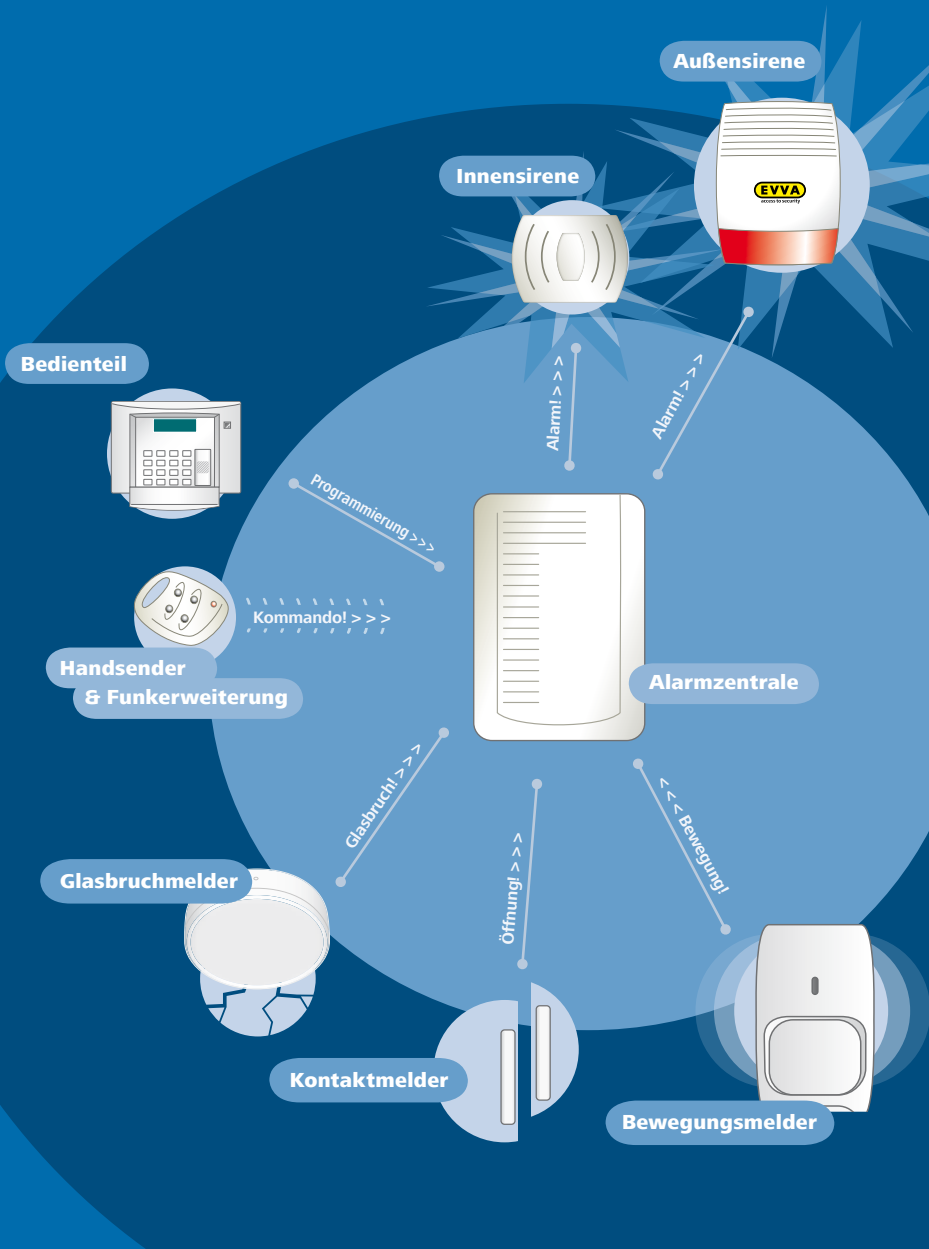 Außensirene
EVVA
access to security
Innensirene
Bedienteil
Alarm! > > >
Alarm! > > >
Programmierung > > >
Kommando! > > >
Handsender
& Funkerweiterung
Alarmzentrale
Glasbruch! > > >
Öffnung! > > >
< < < Bewegung!
Glasbruchmelder
Kontaktmelder
Bewegungsmelder